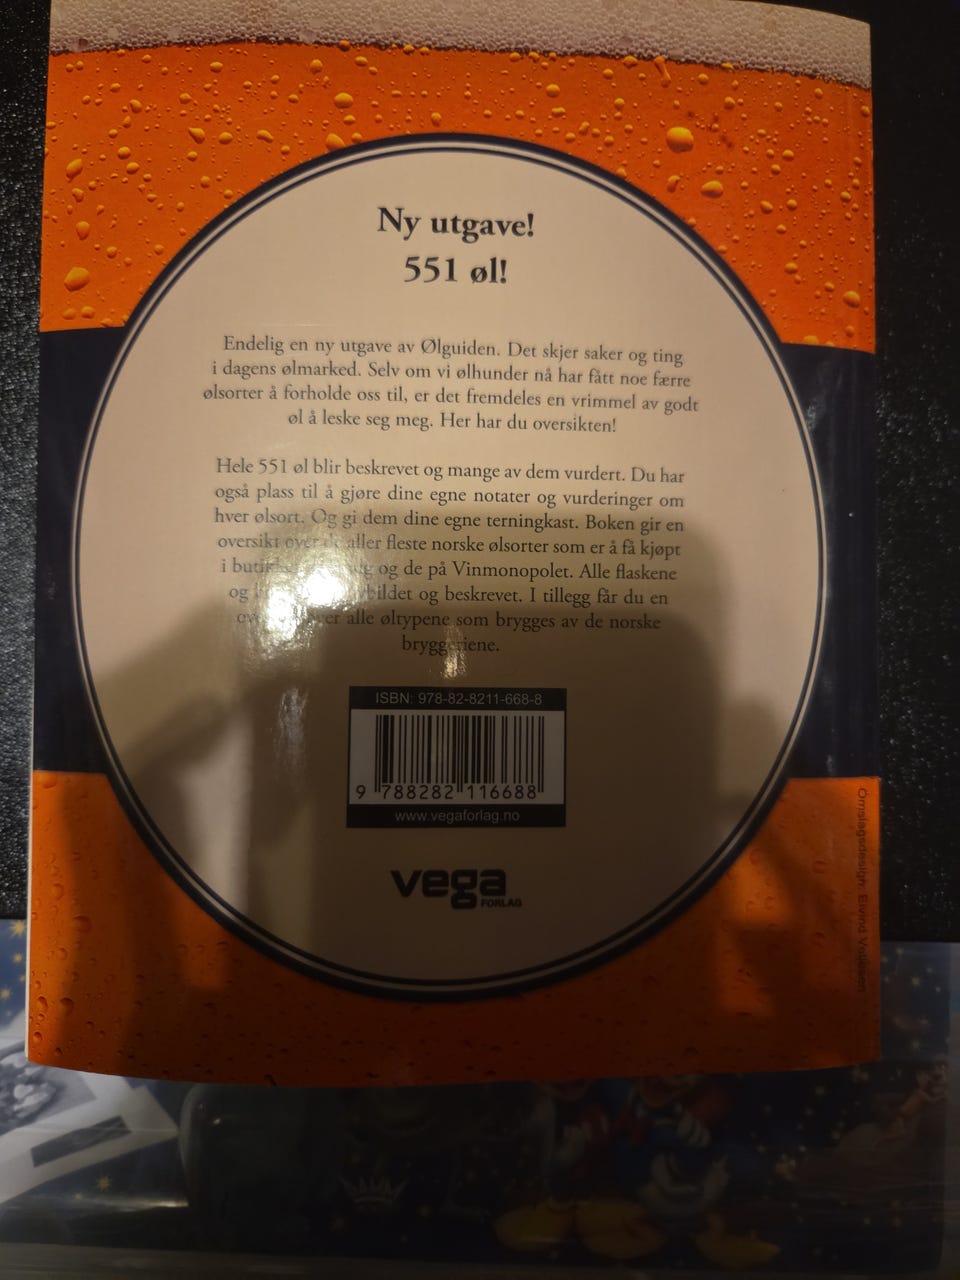 Ny utgave!
551 øl!
Endelig en ny utgave av Ølguiden. Det skjer saker og ting
i dagens ølmarked. Selv om vi ølhunder nå har fått noe færre
ølsorter å forholde oss til, er det fremdeles en vrimmel av godt
øl å leske seg meg. Her har du oversikten!
Hele 551 øl blir beskrevet og mange av dem vurdert. Du har
også plass til å gjøre dine egne notater og vurderinger om
hver ølsort. Og gi dem dine egne terningkast. Boken gir en
oversikt over de aller fleste norske ølsorter som er å få kjøpt
i og de på Vinmonopolet. Alle flaskene
og og beskrevet. I tillegg får du en
alle øltypene som brygges av de norske
bryggeriene.
ISBN: 978-82-8211-668-8
9 788282 116688
www.vegaforlag.no
vega
FORLAG
Omslagsdesign: Eivind